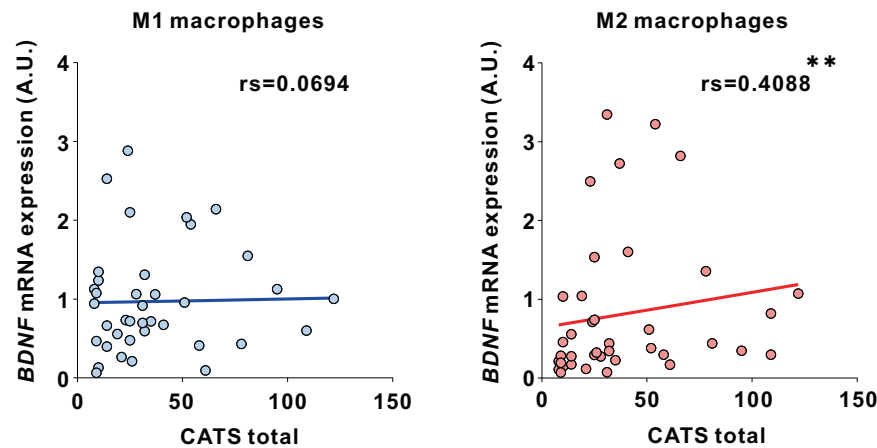 M1 macrophages
BDNF mRNA expression (A.U.)
4
3
2
1
0
rs=0.0694
0
50
100
150
CATS total
M2 macrophages
BDNF mRNA expression (A.U.)
4
3
2
1
0
**
rs=0.4088
0
50
100
150
CATS total